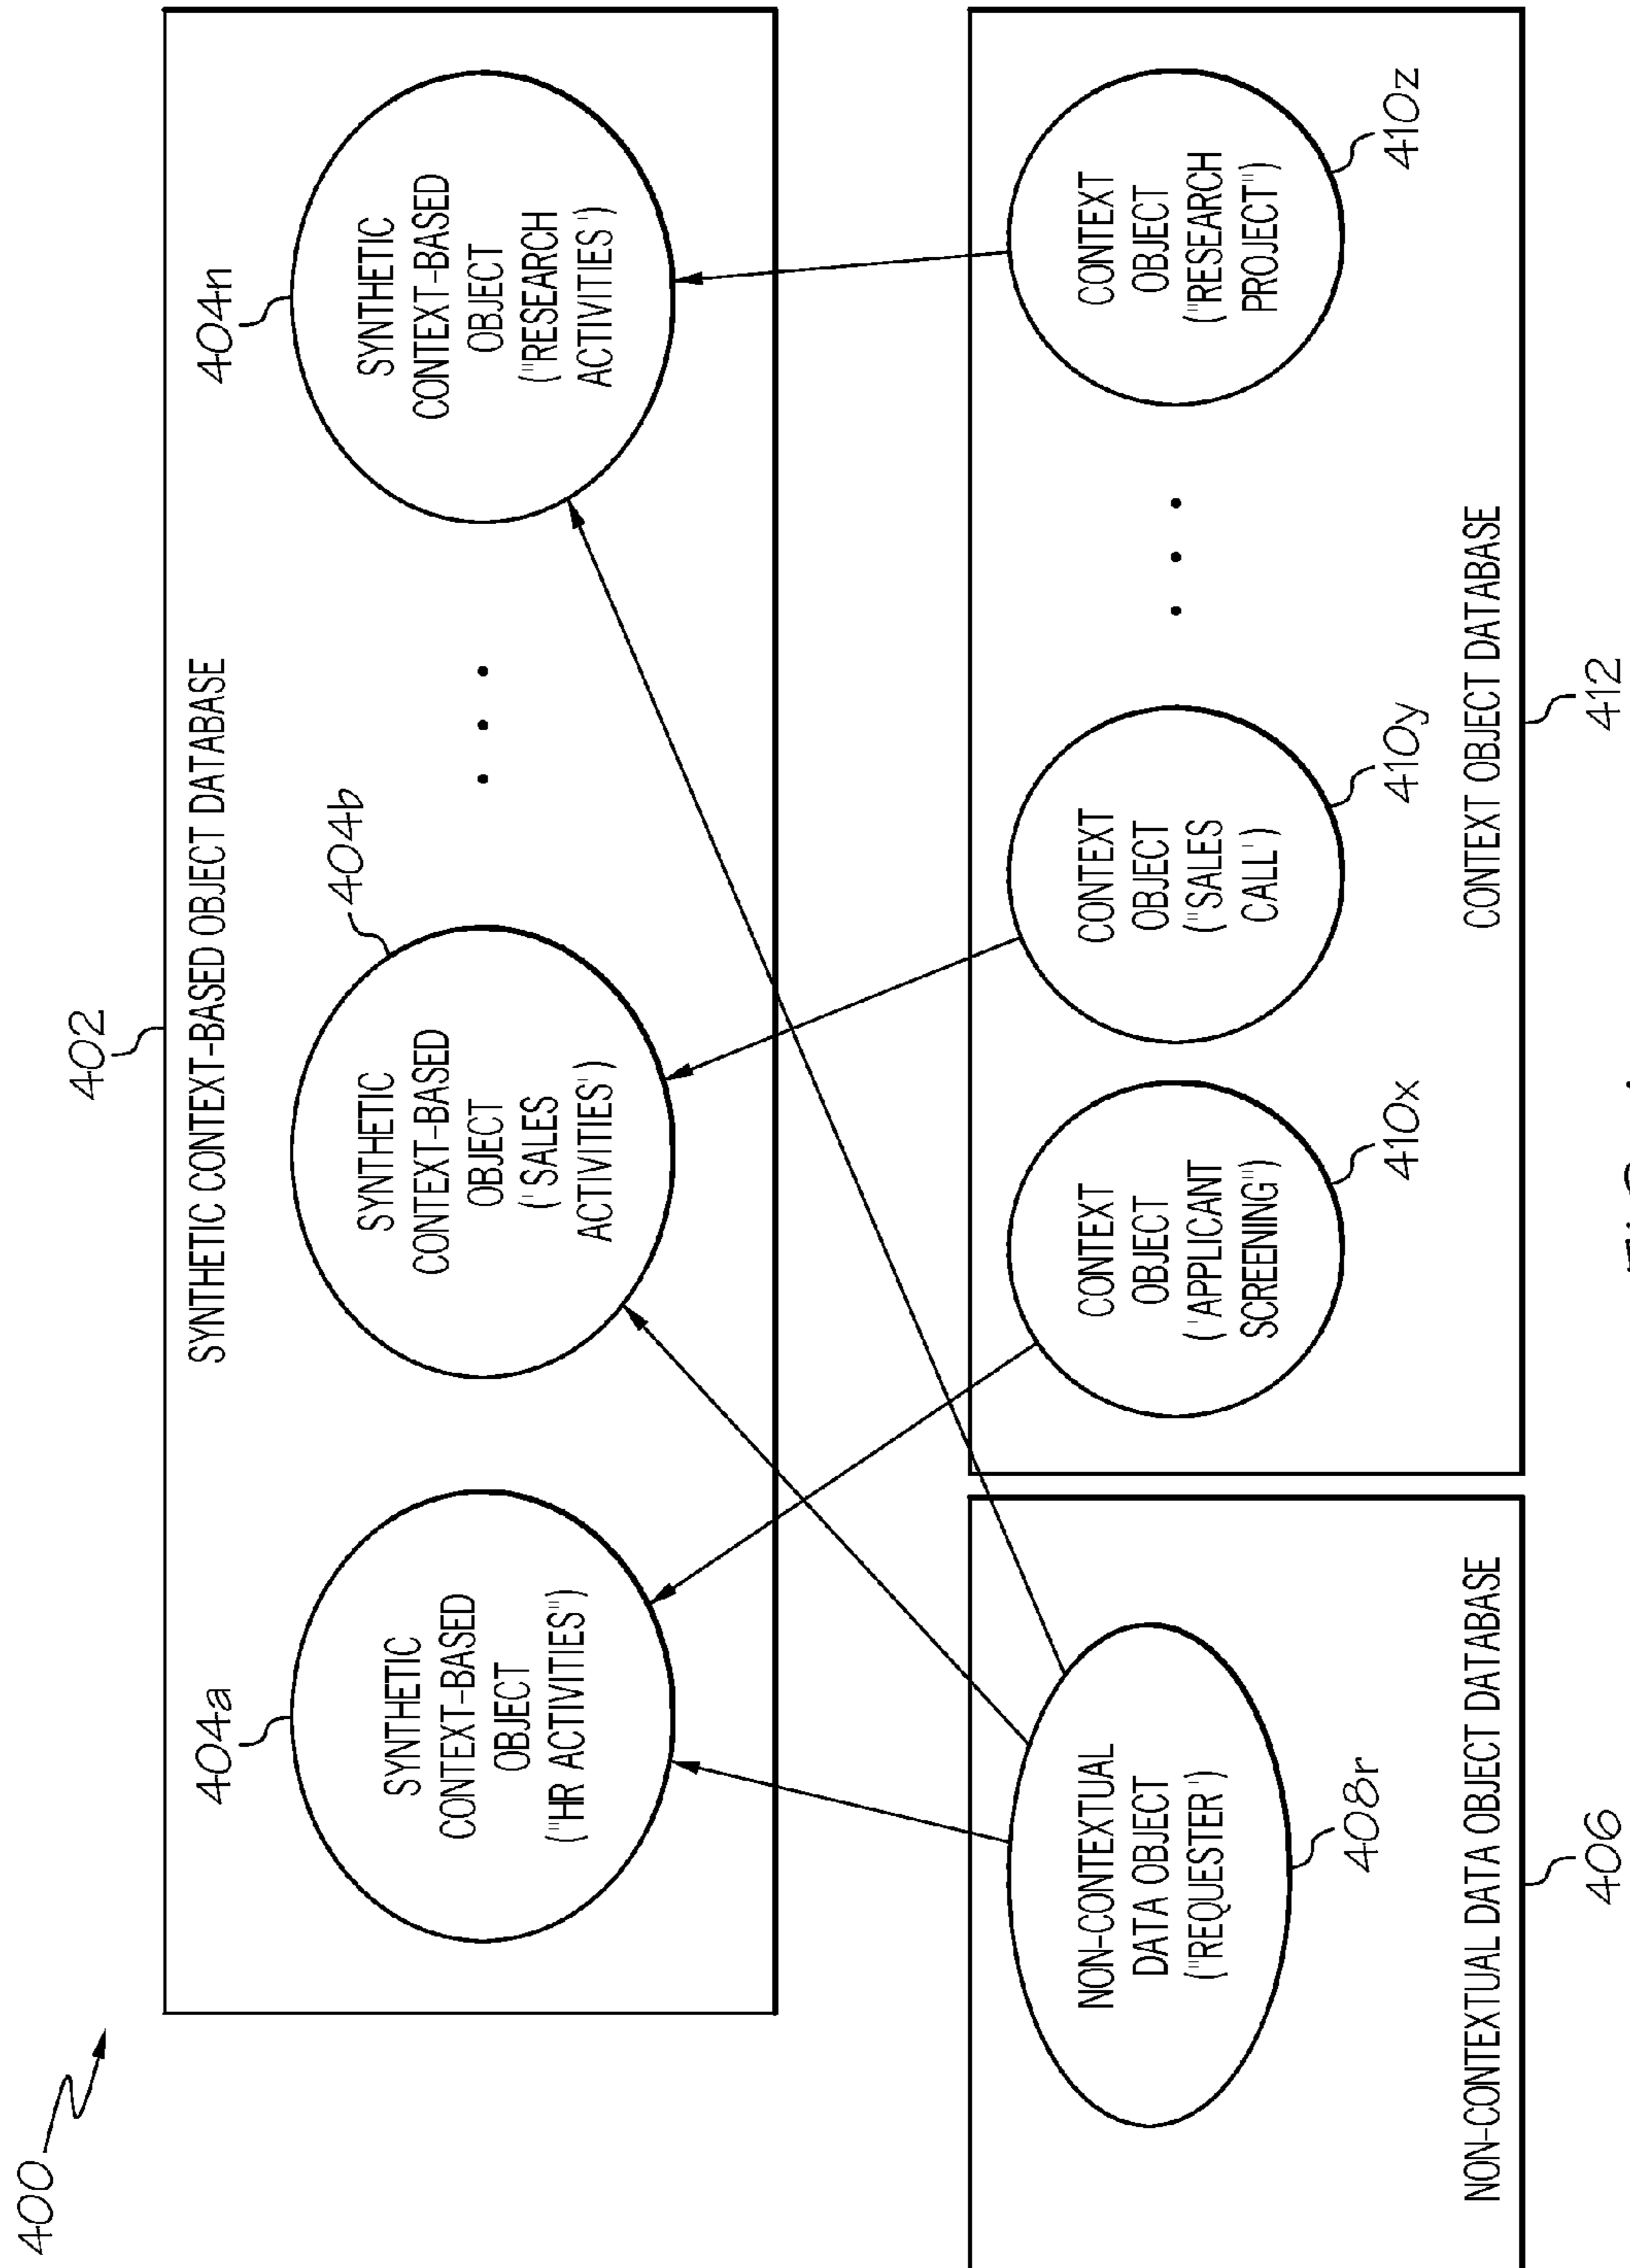 400
402
SYNTHETIC CONTEXT-BASED OBJECT DATABASE
404a
SYNTHETIC
CONTEXT-BASED
OBJECT
("HR ACTIVITIES")
404b
SYNTHETIC
CONTEXT-BASED
OBJECT
('SALES
ACTIVITIES')
404n
SYNTHETIC
CONTEXT-BASED
OBJECT
("RESEARCH
ACTIVITIES')
NON-CONTEXTUAL
DATA OBJECT
("REQUESTER')
408r
NON-CONTEXTUAL DATA OBJECT DATABASE
406
CONTEXT
OBJECT
('APPLICANT
SCREENING")
410x
CONTEXT
OBJECT
("SALES
CALL')
410y
CONTEXT
OBJECT
("RESEARCH
PROJECT")
410z
CONTEXT OBJECT DATABASE
412